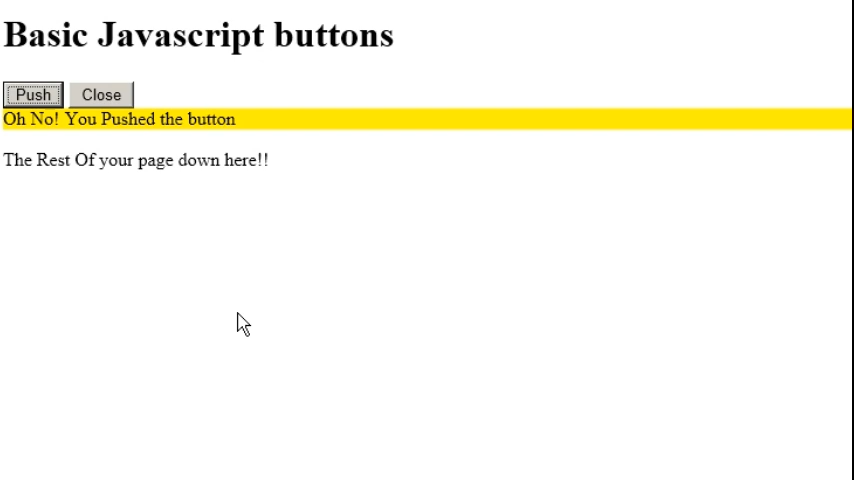 Basic Javascript buttons
Push Close
Oh No! You Pushed the button
The Rest Of your page down here!!